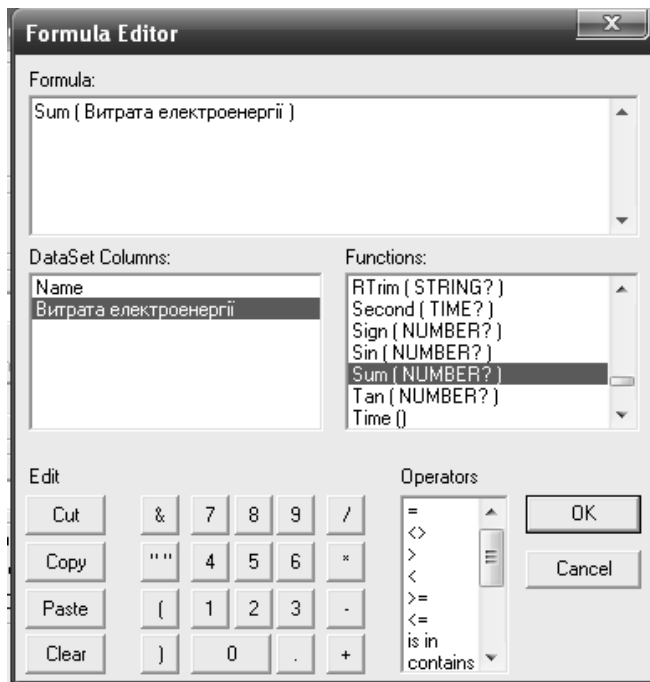 Formula Editor
x
Formula:
Sum ( Витрата електроенергії )
DataSet Columns:
Name
Витрата електроенергії
Functions:
RTrim ( STRING? )
Second ( TIME? )
Sign ( NUMBER? )
Sin ( NUMBER? )
Sum ( NUMBER? )
Tan ( NUMBER? )
Time ()
Edit
Cut & 7 8 9 /
Copy "" 4 5 6 *
Paste ( 1 2 3 -
Clear ) 0 . +
Operators
=
<>
>
<
>=
<=
is in
contains
OK
Cancel